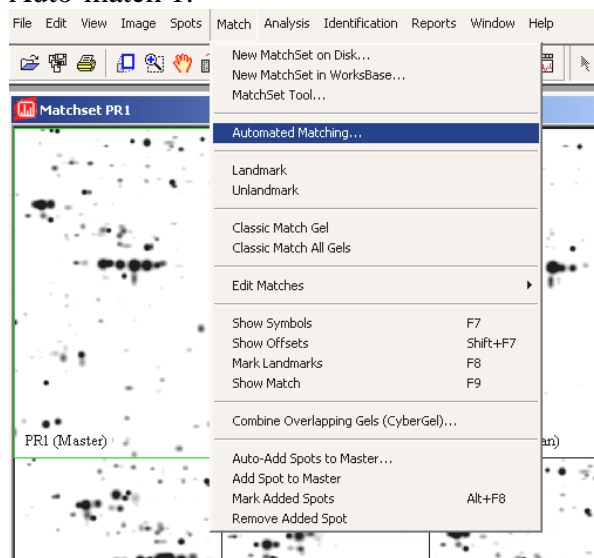 Auto-match 1:
File Edit View Image Spots Match Analysis Identification Reports Window Help
New MatchSet on Disk...
New MatchSet in WorksBase...
MatchSet Tool...
Matchset PR1
Automated Matching...
Landmark
Unlandmark
Classic Match Gel
Classic Match All Gels
Edit Matches
Show Symbols F7
Show Offsets Shift+F7
Mark Landmarks F8
Show Match F9
Combine Overlapping Gels (CyberGel)...
PR1 (Master)
an)
Auto-Add Spots to Master...
Add Spot to Master
Mark Added Spots Alt+F8
Remove Added Spot